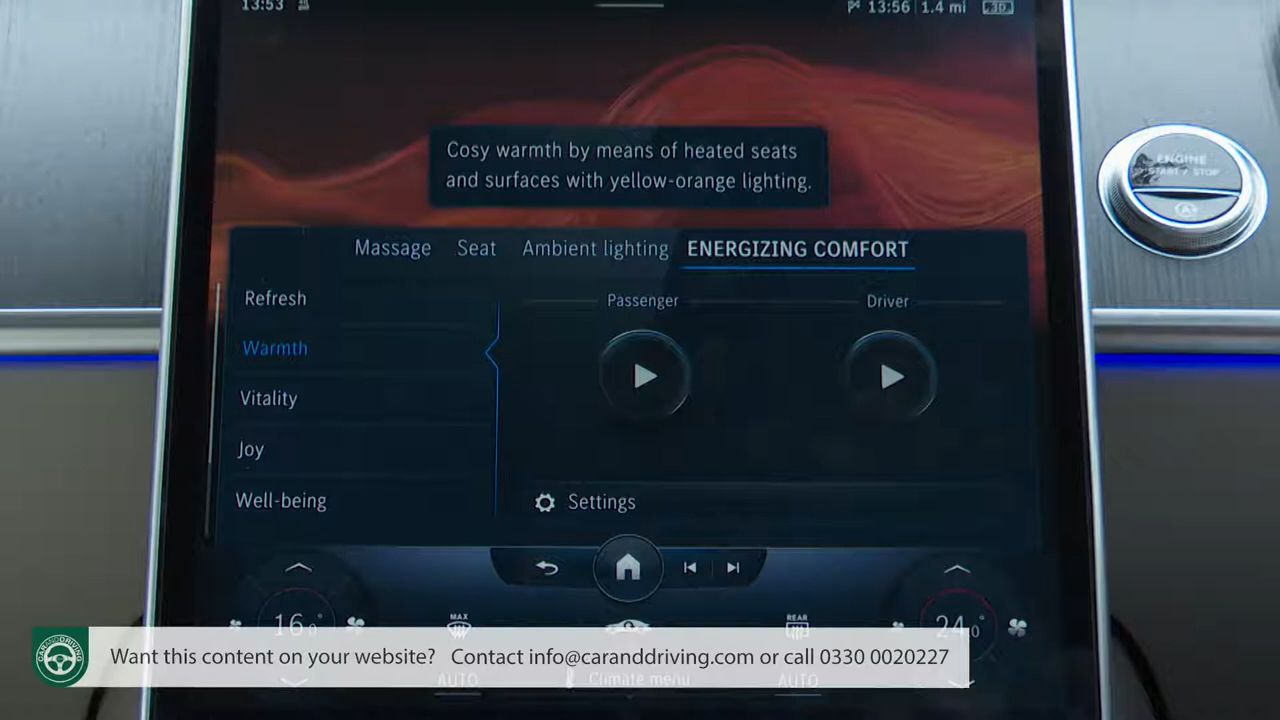 13:53
13:56 1.4 mi 3D
Cosy warmth by means of heated seats
and surfaces with yellow-orange lighting.
ENGINE
START / STOP
Massage Seat Ambient lighting ENERGIZING COMFORT
Refresh
Passenger Driver
Warmth
Vitality
Joy
Well-being
Settings
16.0° MAX REAR 24.0°
CARANDDRIVING
Want this content on your website? Contact info@caranddriving.com or call 0330 0020227
AUTO Climate menu AUTO